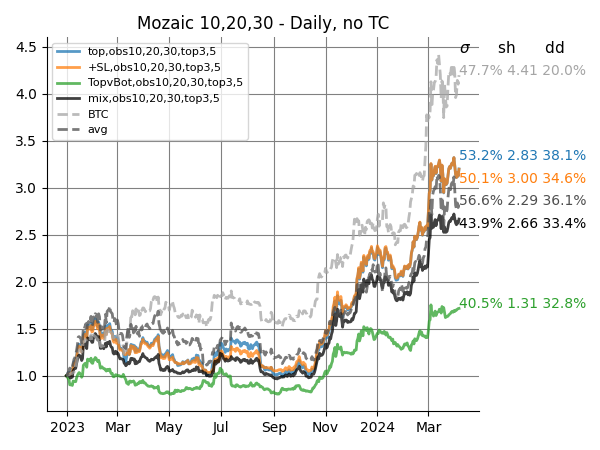 Mozaic 10,20,30 - Daily, no TC
σ sh dd
top,obs10,20,30,top3,5
+SL,obs10,20,30,top3,5
TopvBot,obs10,20,30,top3,5
mix,obs10,20,30,top3,5
BTC
avg
47.7% 4.41 20.0%
53.2% 2.83 38.1%
50.1% 3.00 34.6%
56.6% 2.29 36.1%
43.9% 2.66 33.4%
40.5% 1.31 32.8%
4.5
4.0
3.5
3.0
2.5
2.0
1.5
1.0
2023 Mar May Jul Sep Nov 2024 Mar